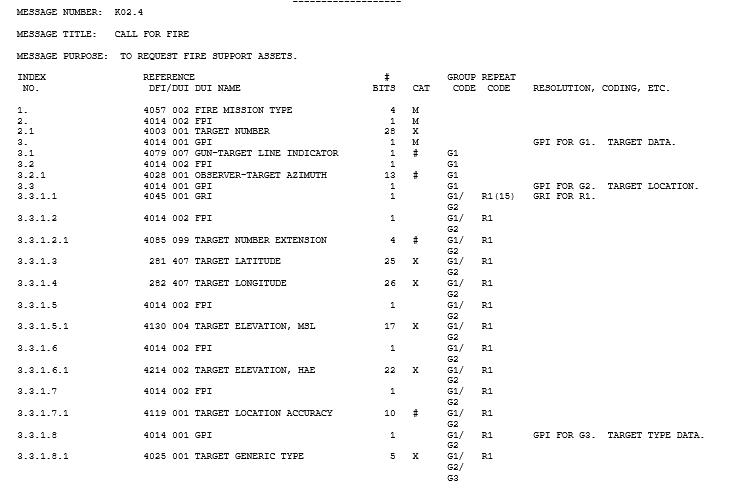 --------------------
MESSAGE NUMBER: K02.4
MESSAGE TITLE: CALL FOR FIRE
MESSAGE PURPOSE: TO REQUEST FIRE SUPPORT ASSETS.
INDEX REFERENCE # GROUP REPEAT
NO. DFI/DUI DUI NAME BITS CAT CODE CODE RESOLUTION, CODING, ETC.
1. 4057 002 FIRE MISSION TYPE 4 M
2. 4014 002 FPI 1 M
2.1 4003 001 TARGET NUMBER 28 X
3. 4014 001 GPI 1 M GPI FOR G1. TARGET DATA.
3.1 4079 007 GUN-TARGET LINE INDICATOR 1 # G1
3.2 4014 002 FPI 1 G1
3.2.1 4028 001 OBSERVER-TARGET AZIMUTH 13 # G1
3.3 4014 001 GPI 1 G1 GPI FOR G2. TARGET LOCATION.
3.3.1.1 4045 001 GRI 1 G1/ R1(15) GRI FOR R1.
G2
3.3.1.2 4014 002 FPI 1 G1/ R1
G2
3.3.1.2.1 4085 099 TARGET NUMBER EXTENSION 4 # G1/ R1
G2
3.3.1.3 281 407 TARGET LATITUDE 25 X G1/ R1
G2
3.3.1.4 282 407 TARGET LONGITUDE 26 X G1/ R1
G2
3.3.1.5 4014 002 FPI 1 G1/ R1
G2
3.3.1.5.1 4130 004 TARGET ELEVATION, MSL 17 X G1/ R1
G2
3.3.1.6 4014 002 FPI 1 G1/ R1
G2
3.3.1.6.1 4214 002 TARGET ELEVATION, HAE 22 X G1/ R1
G2
3.3.1.7 4014 002 FPI 1 G1/ R1
G2
3.3.1.7.1 4119 001 TARGET LOCATION ACCURACY 10 # G1/ R1
G2
3.3.1.8 4014 001 GPI 1 G1/ R1 GPI FOR G3. TARGET TYPE DATA.
G2
3.3.1.8.1 4025 001 TARGET GENERIC TYPE 5 X G1/ R1
G2/
G3